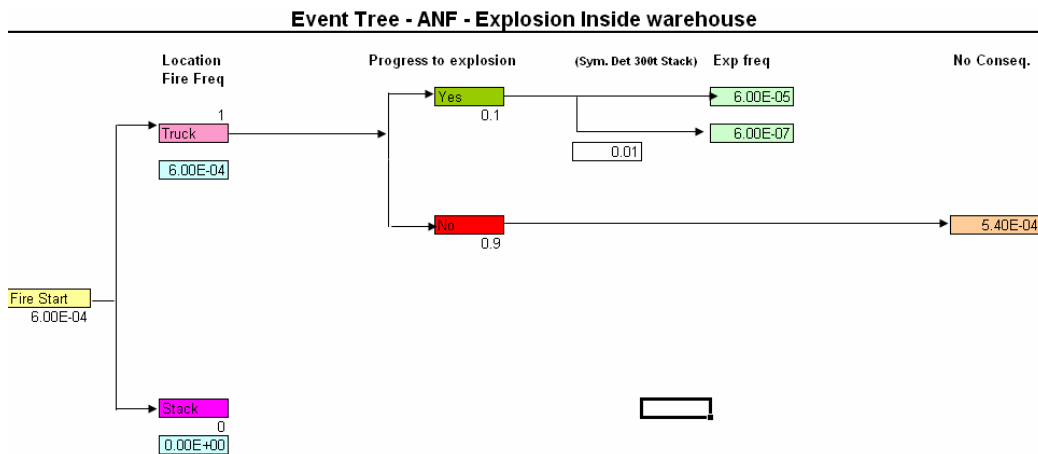 Event Tree - ANF - Explosion Inside warehouse
Location
Fire Freq
Progress to explosion
(Sym. Det 300t Stack)
Exp freq
No Conseq.
1
Truck
6.00E-04
Yes
0.1
6.00E-05
6.00E-07
0.01
No
0.9
5.40E-04
Fire Start
6.00E-04
Stack
0
0.00E+00